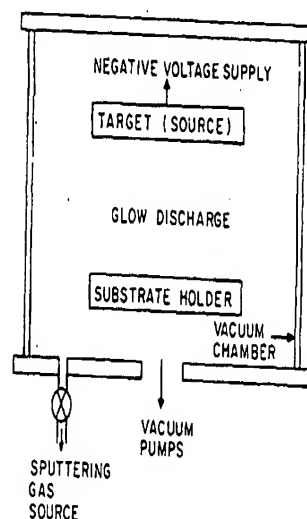 NEGATIVE VOLTAGE SUPPLY
TARGET (SOURCE)
GLOW DISCHARGE
SUBSTRATE HOLDER
VACUUM
CHAMBER
VACUUM
PUMPS
SPUTTERING
GAS
SOURCE